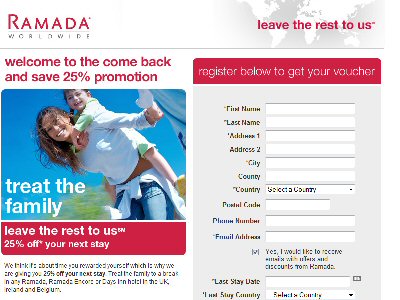 RAMADA®
WORLDWIDE
leave the rest to us℠
welcome to the come back
and save 25% promotion
register below to get your voucher
treat the
family
leave the rest to us℠
25% off* your next stay
We think it's about time you rewarded yourself which is why we
are giving you 25% off your next stay. Treat the family to a break
in any Ramada, Ramada Encore or Days Inn hotel in the UK,
Ireland and Belgium.
*First Name
*Last Name
*Address 1
Address 2
*City
County
*Country Select a Country
Postal Code
Phone Number
*Email Address
Yes, I would like to receive
emails with offers and
discounts from Ramada.
*Last Stay Date
*Last Stay Country Select a Country